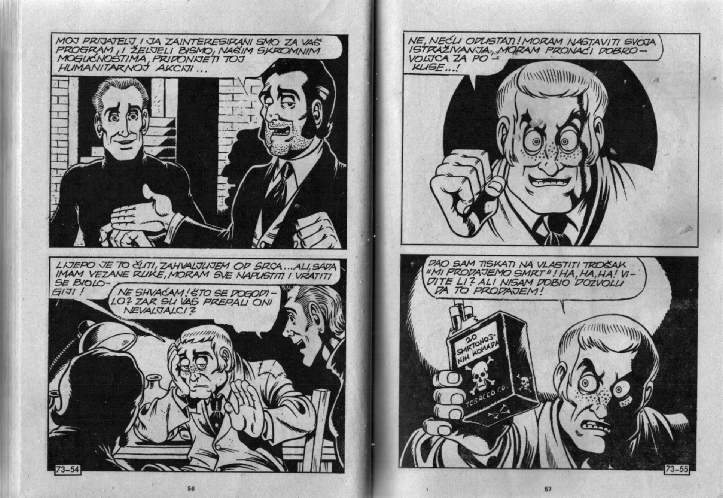 MOJ PRIJATELJ I JA ZAINTERESIRANI SMO ZA VAŠ
PROGRAM, I ŽELJELI BISMO, NAŠIM SKROMNIM
MOGUĆNOSTIMA, PRIDONIJETI TOJ
HUMANITARNOJ AKCIJI...
LIJEPO JE TO ČUTI, ZAHVALJUJEM OD SRCA...ALI, SADA
IMAM VEZANE RUKE, MORAM SVE NAPUSTITI I VRATITI
SE BIOLO-
GIJI!
NE SHVAĆAM! ŠTO SE DOGODI-
LO? ZAR SU VAS PREPALI ONI
NEVALJALCI?
73-54
56
NE, NEĆU ODUSTATI! MORAM NASTAVITI SVOJA
ISTRAŽIVANJA, MORAM PRONAĆI DOBRO-
VOLJCA ZA PO-
KUSE...!
DAO SAM TISKATI NA VLASTITI TROŠAK
"MI PRODAJEMO SMRT"! HA, HA, HA! VI-
DITE LI? ALI NISAM DOBIO DOZVOLU
DA TO PRODAJEM!
20
SMRTONOS-
NIH KOMADA
TOBACCO
73-55
57